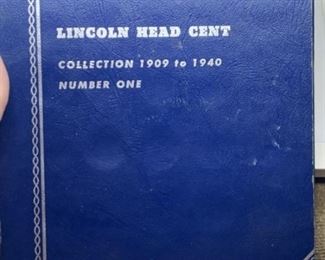 LINCOLN HEAD CENT
COLLECTION 1909 to 1940
NUMBER ONE